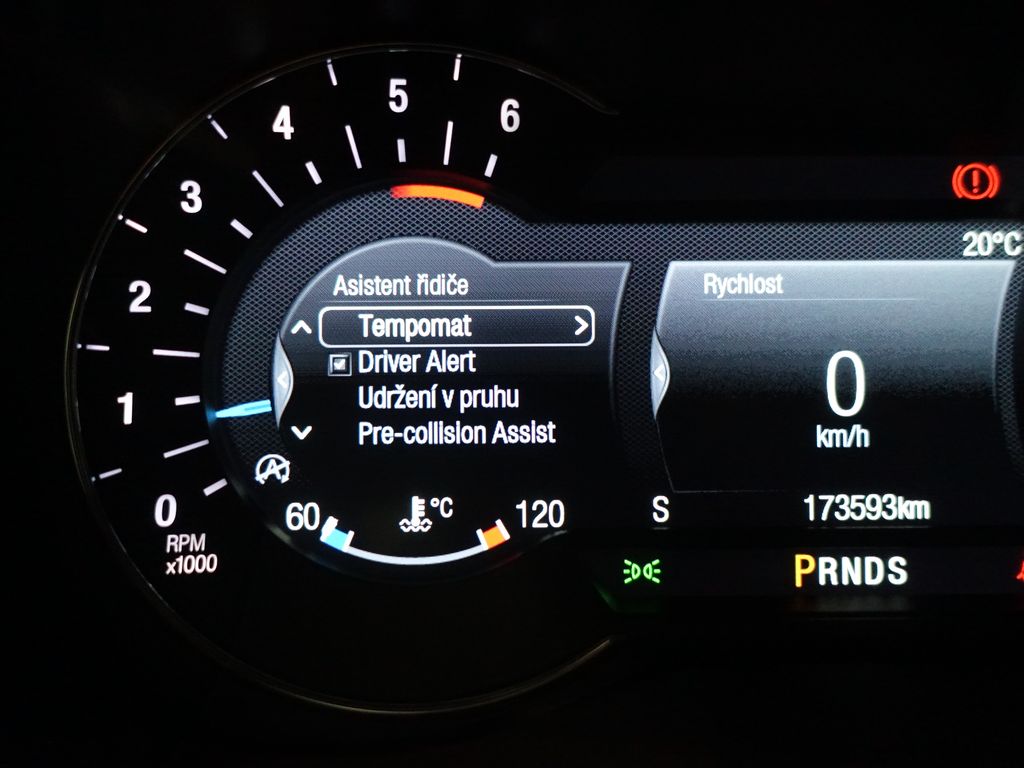 5
4
6
3
20°C
Asistent řidiče
Rychlost
2
Tempomat
Driver Alert
0
1
Udržení v pruhu
km/h
Pre-collision Assist
A
0
60
°C
120
S
173593km
RPM
x1000
PRNDS